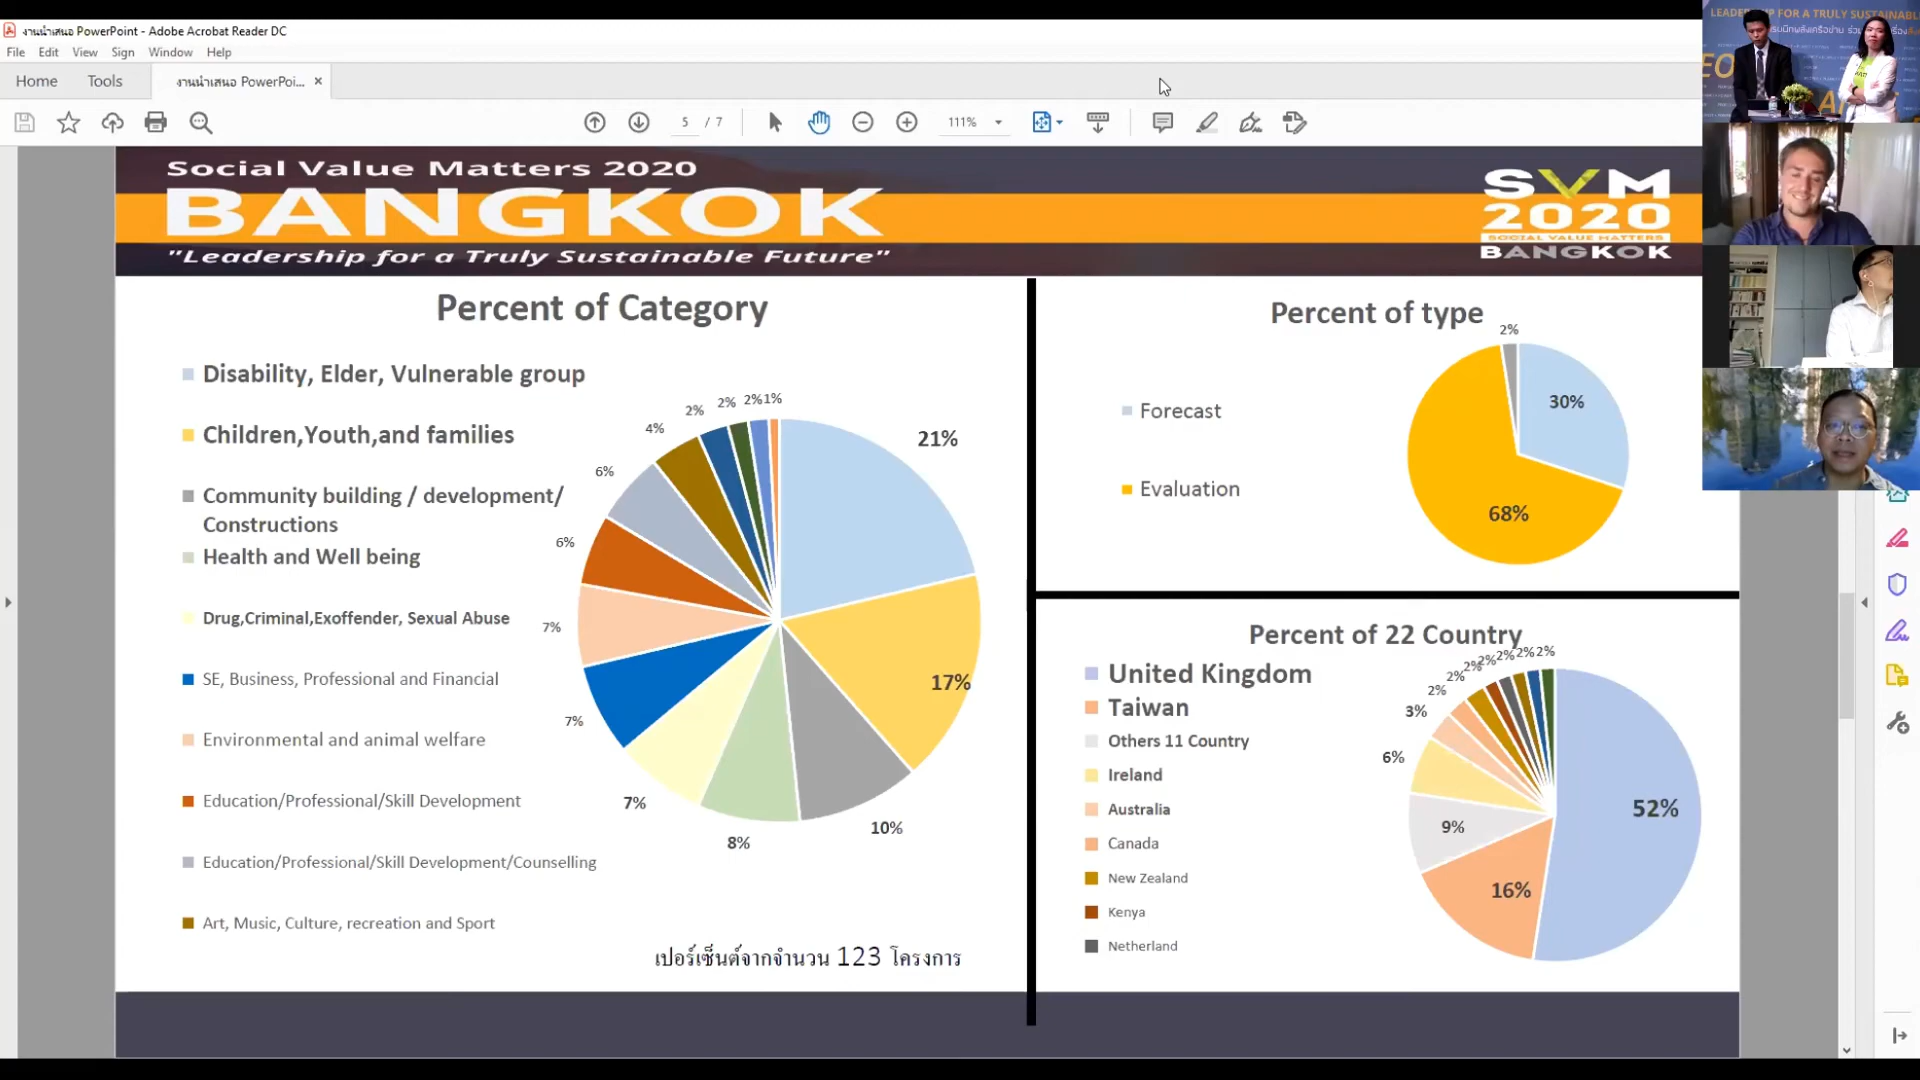 งานนำเสนอ PowerPoint - Adobe Acrobat Reader DC
File Edit View Sign Window Help
Home Tools งานนำเสนอ PowerPoi... ×
5 / 7 111%
Social Value Matters 2020
BANGKOK
"Leadership for a Truly Sustainable Future"
SVM
2020
SOCIAL VALUE MATTERS
BANGKOK
Percent of Category
Disability, Elder, Vulnerable group
Children,Youth,and families
Community building / development/
Constructions
Health and Well being
Drug,Criminal,Exoffender, Sexual Abuse
SE, Business, Professional and Financial
Environmental and animal welfare
Education/Professional/Skill Development
Education/Professional/Skill Development/Counselling
Art, Music, Culture, recreation and Sport
21%
17%
10%
8%
7%
7%
7%
6%
6%
4%
2%
2%
2%
1%
เปอร์เซ็นต์จากจำนวน 123 โครงการ
Percent of type
Forecast
Evaluation
2%
30%
68%
Percent of 22 Country
United Kingdom
Taiwan
Others 11 Country
Ireland
Australia
Canada
New Zealand
Kenya
Netherland
52%
16%
9%
6%
3%
2%
2%
2%
2%
2%
2%
2%
LEADERSHIP FOR A TRULY SUSTAINABLE